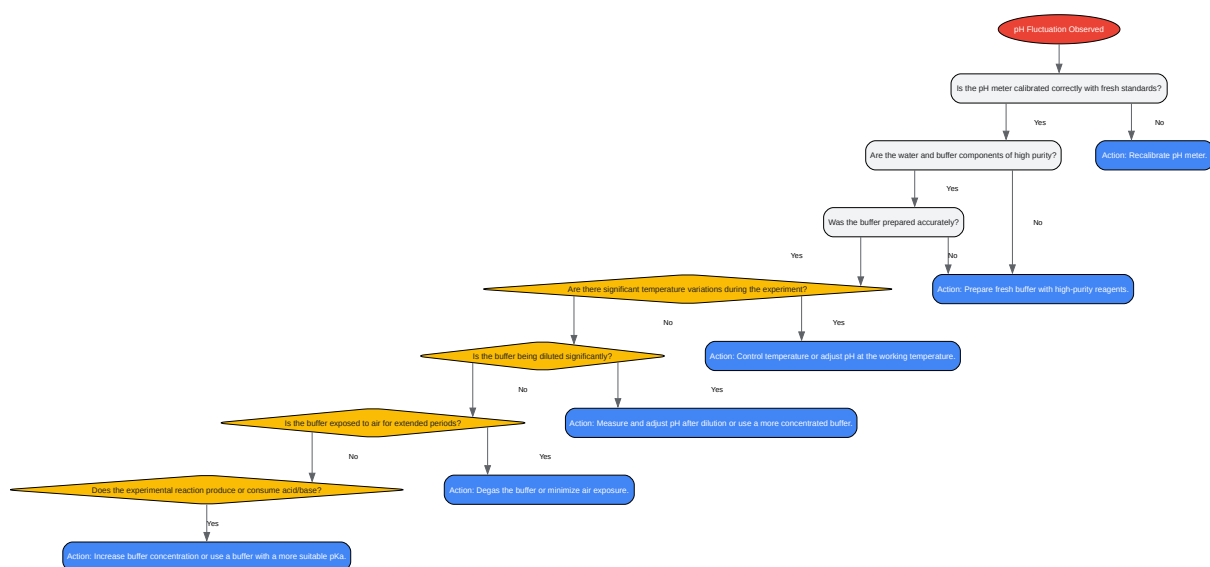 pH Fluctuation Observed
Is the pH meter calibrated correctly with fresh standards?
Yes
No
Are the water and buffer components of high purity?
Action: Recalibrate pH meter.
Yes
No
Was the buffer prepared accurately?
Yes
No
Are there significant temperature variations during the experiment?
Action: Prepare fresh buffer with high-purity reagents.
No
Yes
Is the buffer being diluted significantly?
Action: Control temperature or adjust pH at the working temperature.
No
Yes
Is the buffer exposed to air for extended periods?
Action: Measure and adjust pH after dilution or use a more concentrated buffer.
No
Yes
Does the experimental reaction produce or consume acid/base?
Action: Degas the buffer or minimize air exposure.
Yes
Action: Increase buffer concentration or use a buffer with a more suitable pKa.